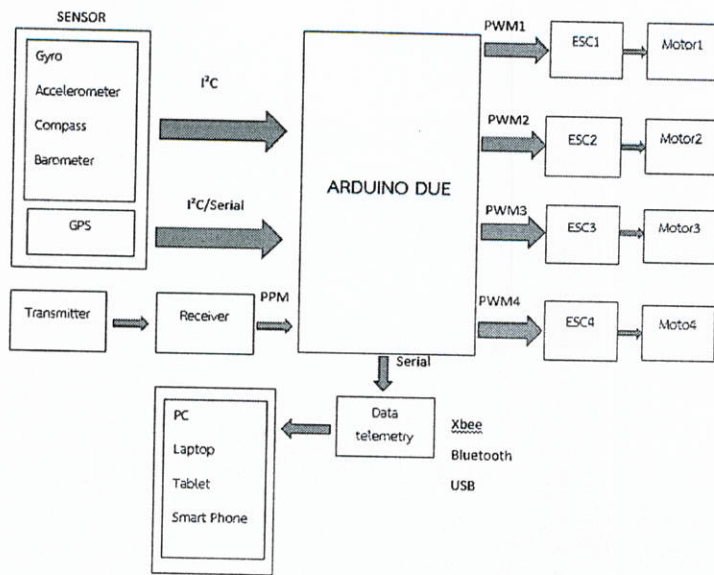 SENSOR
Gyro
Accelerometer
Compass
Barometer
GPS
I²C
I²C/Serial
Transmitter
Receiver
PPM
ARDUINO DUE
PWM1
ESC1
Motor1
PWM2
ESC2
Motor2
PWM3
ESC3
Motor3
PWM4
ESC4
Moto4
Serial
Data
telemetry
Xbee
Bluetooth
USB
PC
Laptop
Tablet
Smart Phone